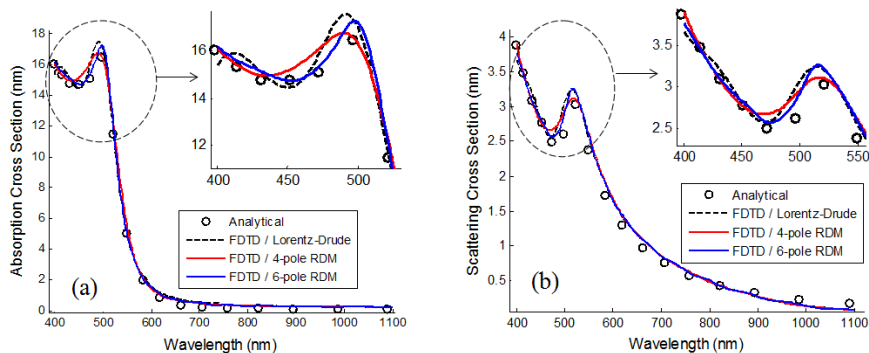 Absorption Cross Section (nm)
18
16
14
12
10
8
6
4
2
0
400 500 600 700 800 900 1000 1100
Wavelength (nm)
16
14
12
400 450 500
Analytical
FDTD / Lorentz-Drude
FDTD / 4-pole RDM
FDTD / 6-pole RDM
(a)
Scattering Cross Section (nm)
4
3.5
3
2.5
2
1.5
1
0.5
400 500 600 700 800 900 1000 1100
Wavelength (nm)
3.5
3
2.5
400 450 500 550
Analytical
FDTD / Lorentz-Drude
FDTD / 4-pole RDM
FDTD / 6-pole RDM
(b)